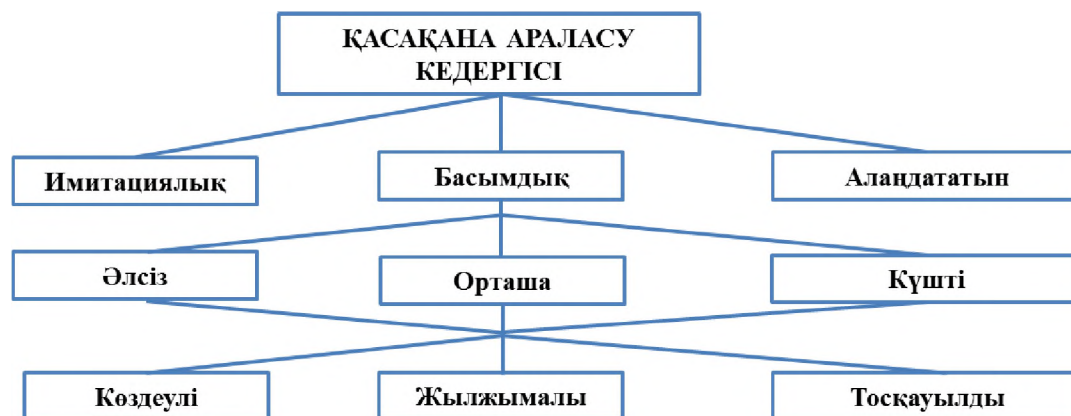 ҚАСАҚАНА АРАЛАСУ
КЕДЕРГІСІ
Имитациялық
Басымдық
Алаңдататын
Әлсіз
Орташа
Күшті
Көздеулі
Жылжымалы
Тосқауылды